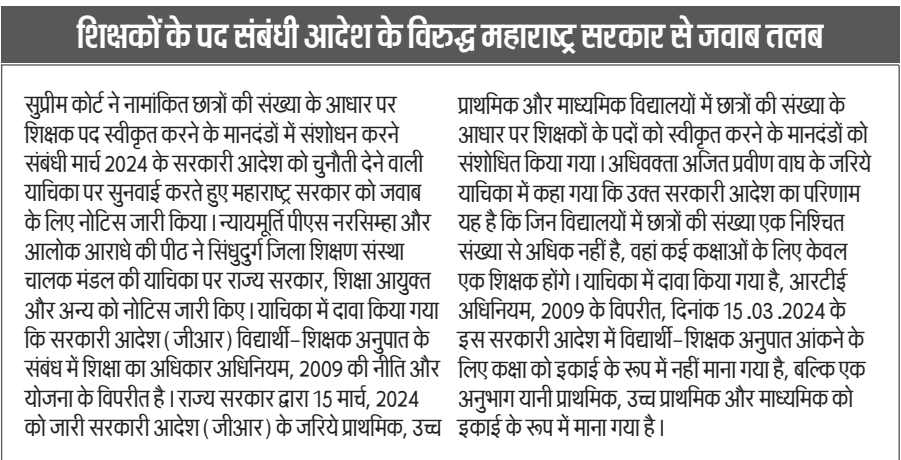 शिक्षकों के पद संबंधी आदेश के विरुद्ध महाराष्ट्र सरकार से जवाब तलब
सुप्रीम कोर्ट ने नामांकित छात्रों की संख्या के आधार पर
शिक्षक पद स्वीकृत करने के मानदंडों में संशोधन करने
संबंधी मार्च 2024 के सरकारी आदेश को चुनौती देने वाली
याचिका पर सुनवाई करते हुए महाराष्ट्र सरकार को जवाब
के लिए नोटिस जारी किया। न्यायमूर्ति पीएस नरसिम्हा और
आलोक आराधे की पीठ ने सिंधुदुर्ग जिला शिक्षण संस्था
चालक मंडल की याचिका पर राज्य सरकार, शिक्षा आयुक्त
और अन्य को नोटिस जारी किए। याचिका में दावा किया गया
कि सरकारी आदेश (जीआर) विद्यार्थी-शिक्षक अनुपात के
संबंध में शिक्षा का अधिकार अधिनियम, 2009 की नीति और
योजना के विपरीत है। राज्य सरकार द्वारा 15 मार्च, 2024
को जारी सरकारी आदेश (जीआर) के जरिये प्राथमिक, उच्च
प्राथमिक और माध्यमिक विद्यालयों में छात्रों की संख्या के
आधार पर शिक्षकों के पदों को स्वीकृत करने के मानदंडों को
संशोधित किया गया। अधिवक्ता अजित प्रवीण वाघ के जरिये
याचिका में कहा गया कि उक्त सरकारी आदेश का परिणाम
यह है कि जिन विद्यालयों में छात्रों की संख्या एक निश्चित
संख्या से अधिक नहीं है, वहां कई कक्षाओं के लिए केवल
एक शिक्षक होंगे। याचिका में दावा किया गया है, आरटीई
अधिनियम, 2009 के विपरीत, दिनांक 15.03.2024 के
इस सरकारी आदेश में विद्यार्थी-शिक्षक अनुपात आंकने के
लिए कक्षा को इकाई के रूप में नहीं माना गया है, बल्कि एक
अनुभाग यानी प्राथमिक, उच्च प्राथमिक और माध्यमिक को
इकाई के रूप में माना गया है।